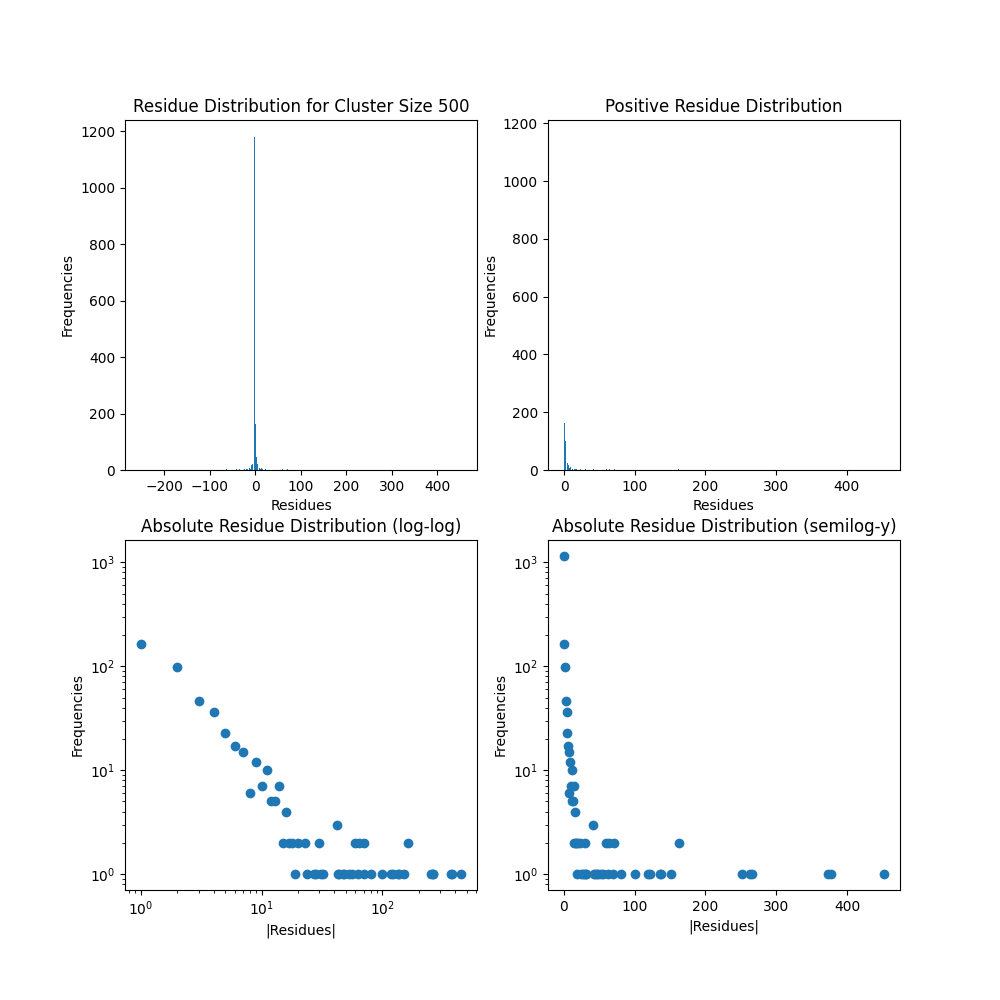 Residue Distribution for Cluster Size 500
1200
1000
800
600
400
200
0
Frequencies
−200 −100 0 100 200 300 400
Residues
Positive Residue Distribution
1200
1000
800
600
400
200
0
Frequencies
0 100 200 300 400
Residues
Absolute Residue Distribution (log-log)
10³
10²
10¹
10⁰
Frequencies
10⁰ 10¹ 10²
|Residues|
Absolute Residue Distribution (semilog-y)
10³
10²
10¹
10⁰
Frequencies
0 100 200 300 400
|Residues|